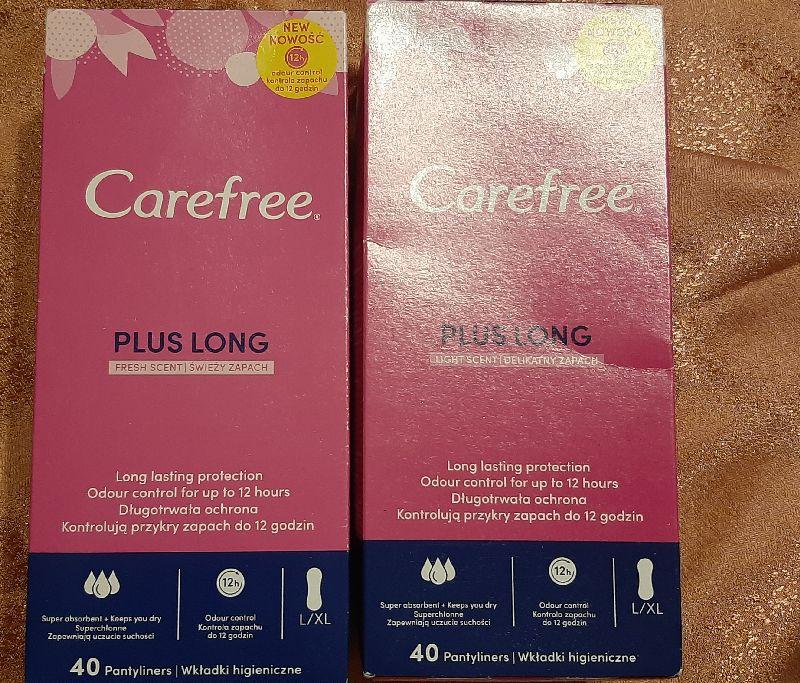 NEW
NOWOŚĆ
12h
odour control
kontrola zapachu
do 12 godzin
Carefree®
PLUS LONG
FRESH SCENT | ŚWIEŻY ZAPACH
Long lasting protection
Odour control for up to 12 hours
Długotrwała ochrona
Kontrolują przykry zapach do 12 godzin
Super absorbent + Keeps you dry
Superchłonne
Zapewniają uczucie suchości
12h
Odour control
Kontrola zapachu
do 12 godzin
L/XL
40 Pantyliners | Wkładki higieniczne
NEW
NOWOŚĆ
Carefree®
PLUS LONG
LIGHT SCENT | DELIKATNY ZAPACH
Long lasting protection
Odour control for up to 12 hours
Długotrwała ochrona
Kontrolują przykry zapach do 12 godzin
Super absorbent + Keeps you dry
Superchłonne
Zapewniają uczucie suchości
12h
Odour control
Kontrola zapachu
do 12 godzin
L/XL
40 Pantyliners | Wkładki higieniczne